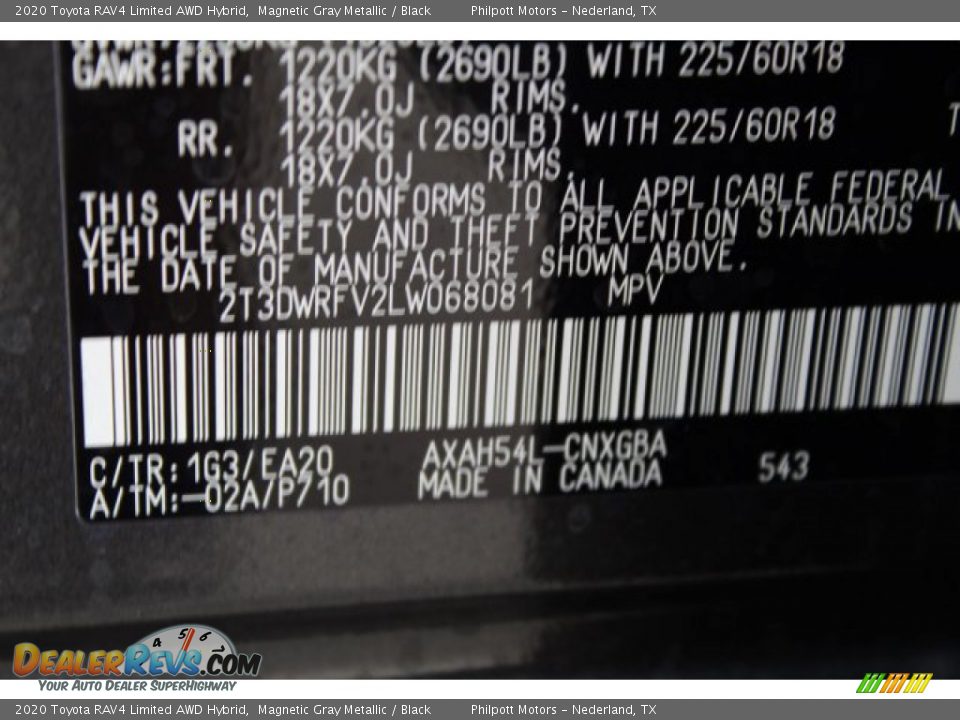 2020 Toyota RAV4 Limited AWD Hybrid, Magnetic Gray Metallic / Black Philpott Motors - Nederland, TX
GAWR:FRT. 1220KG (2690LB) WITH 225/60R18
18X7.0J RIMS,
RR. 1220KG (2690LB) WITH 225/60R18
18X7.0J RIMS,
THIS VEHICLE CONFORMS TO ALL APPLICABLE FEDERAL
VEHICLE SAFETY AND THEFT PREVENTION STANDARDS IN
THE DATE OF MANUFACTURE SHOWN ABOVE.
2T3DWRFV2LW068081 MPV
C/TR:1G3/EA20 AXAH54L-CNXGBA 543
A/TM:-02A/P710 MADE IN CANADA
4 5 6
DEALERREVS.COM
YOUR AUTO DEALER SUPERHIGHWAY
2020 Toyota RAV4 Limited AWD Hybrid, Magnetic Gray Metallic / Black Philpott Motors - Nederland, TX